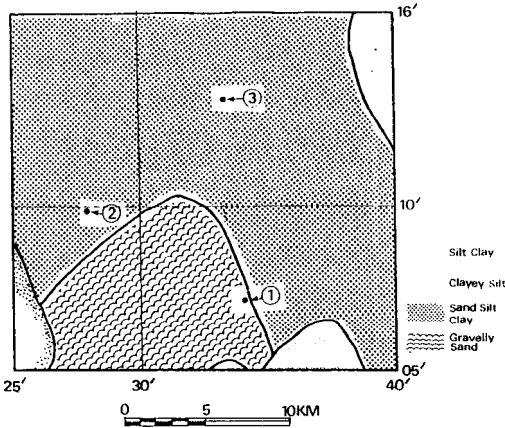 16′
③
10′
②
①
Silt Clay
Clayey Silt
Sand Silt
Clay
Gravelly
Sand
05′
25′
30′
40′
0
5
10KM